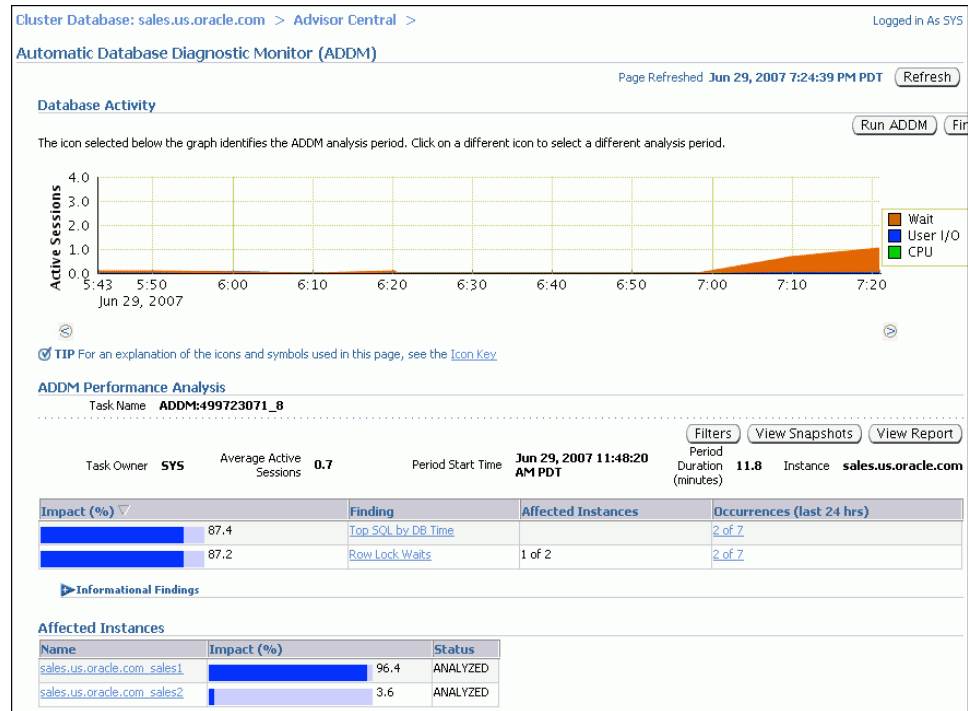 Cluster Database: sales.us.oracle.com > Advisor Central >
Logged in As SYS
Automatic Database Diagnostic Monitor (ADDM)
Page Refreshed Jun 29, 2007 7:24:39 PM PDT Refresh
Database Activity
Run ADDM Fin
The icon selected below the graph identifies the ADDM analysis period. Click on a different icon to select a different analysis period.
Active Sessions
4.0
3.0
2.0
1.0
0.0
Wait
User I/O
CPU
5:43 5:50 6:00 6:10 6:20 6:30 6:40 6:50 7:00 7:10 7:20
Jun 29, 2007
< >
TIP For an explanation of the icons and symbols used in this page, see the Icon Key
ADDM Performance Analysis
Task Name ADDM:499723071_8
Filters View Snapshots View Report
Task Owner SYS Average Active Sessions 0.7 Period Start Time Jun 29, 2007 11:48:20 AM PDT Period Duration (minutes) 11.8 Instance sales.us.oracle.com
Impact (%) Finding Affected Instances Occurrences (last 24 hrs)
87.4 Top SQL by DB Time 2 of 7
87.2 Row Lock Waits 1 of 2 2 of 7
Informational Findings
Affected Instances
Name Impact (%) Status
sales.us.oracle.com_sales1 96.4 ANALYZED
sales.us.oracle.com_sales2 3.6 ANALYZED